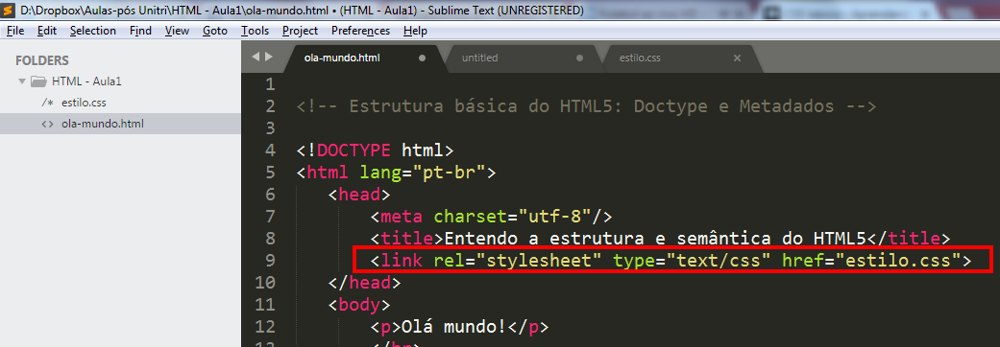 D:\Dropbox\Aulas-pós Unitri\HTML - Aula1\ola-mundo.html • (HTML - Aula1) - Sublime Text (UNREGISTERED)
File Edit Selection Find View Goto Tools Project Preferences Help
FOLDERS
HTML - Aula1
/* estilo.css
<> ola-mundo.html
ola-mundo.html untitled estilo.css
1
2 <!-- Estrutura básica do HTML5: Doctype e Metadados -->
3
4 <!DOCTYPE html>
5 <html lang="pt-br">
6 <head>
7 <meta charset="utf-8"/>
8 <title>Entendo a estrutura e semântica do HTML5</title>
9 <link rel="stylesheet" type="text/css" href="estilo.css">
10 </head>
11 <body>
12 <p>Olá mundo!</p>